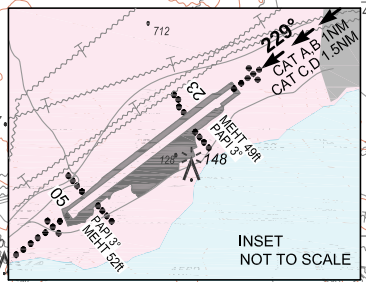 712
229°
CAT A,B 1NM
CAT C,D 1.5NM
23
MEHT 49ft
PAPI 3°
128
148
05
PAPI 3°
MEHT 52ft
INSET
NOT TO SCALE